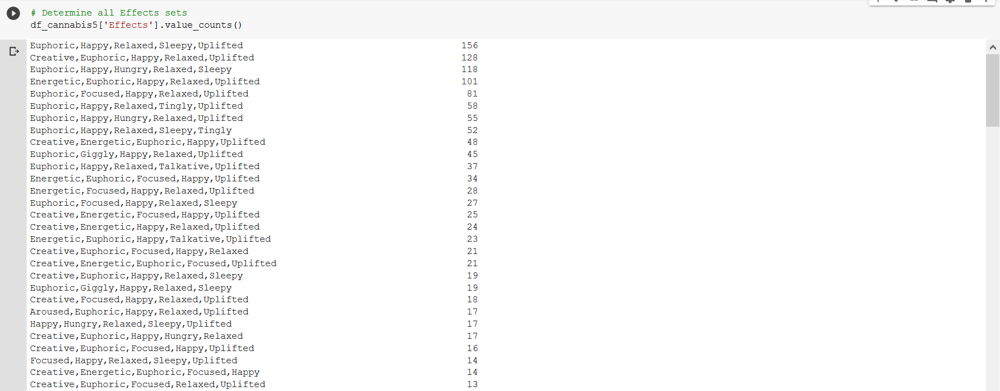 # Determine all Effects sets
df_cannabis5['Effects'].value_counts()
Euphoric,Happy,Relaxed,Sleepy,Uplifted 156
Creative,Euphoric,Happy,Relaxed,Uplifted 128
Euphoric,Happy,Hungry,Relaxed,Sleepy 118
Energetic,Euphoric,Happy,Relaxed,Uplifted 101
Euphoric,Focused,Happy,Relaxed,Uplifted 81
Euphoric,Happy,Relaxed,Tingly,Uplifted 58
Euphoric,Happy,Hungry,Relaxed,Uplifted 55
Euphoric,Happy,Relaxed,Sleepy,Tingly 52
Creative,Energetic,Euphoric,Happy,Uplifted 48
Euphoric,Giggly,Happy,Relaxed,Uplifted 45
Euphoric,Happy,Relaxed,Talkative,Uplifted 37
Energetic,Euphoric,Focused,Happy,Uplifted 34
Energetic,Focused,Happy,Relaxed,Uplifted 28
Euphoric,Focused,Happy,Relaxed,Sleepy 27
Creative,Energetic,Focused,Happy,Uplifted 25
Creative,Energetic,Happy,Relaxed,Uplifted 24
Energetic,Euphoric,Happy,Talkative,Uplifted 23
Creative,Euphoric,Focused,Happy,Relaxed 21
Creative,Energetic,Euphoric,Focused,Uplifted 21
Creative,Euphoric,Happy,Relaxed,Sleepy 19
Euphoric,Giggly,Happy,Relaxed,Sleepy 19
Creative,Focused,Happy,Relaxed,Uplifted 18
Aroused,Euphoric,Happy,Relaxed,Uplifted 17
Happy,Hungry,Relaxed,Sleepy,Uplifted 17
Creative,Euphoric,Happy,Hungry,Relaxed 17
Creative,Euphoric,Focused,Happy,Uplifted 16
Focused,Happy,Relaxed,Sleepy,Uplifted 14
Creative,Energetic,Euphoric,Focused,Happy 14
Creative,Euphoric,Focused,Relaxed,Uplifted 13